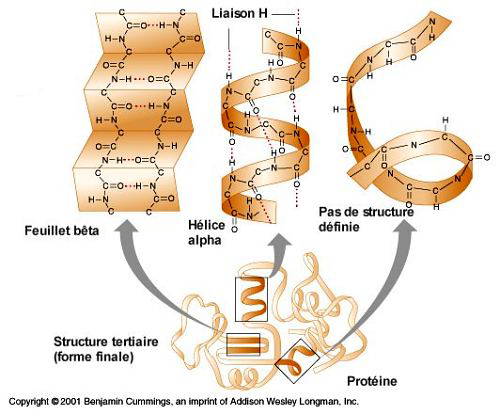 Liaison H
Feuillet bêta
Hélice
alpha
Pas de structure
définie
Structure tertiaire
(forme finale)
Protéine
Copyright © 2001 Benjamin Cummings, an imprint of Addison Wesley Longman, Inc.